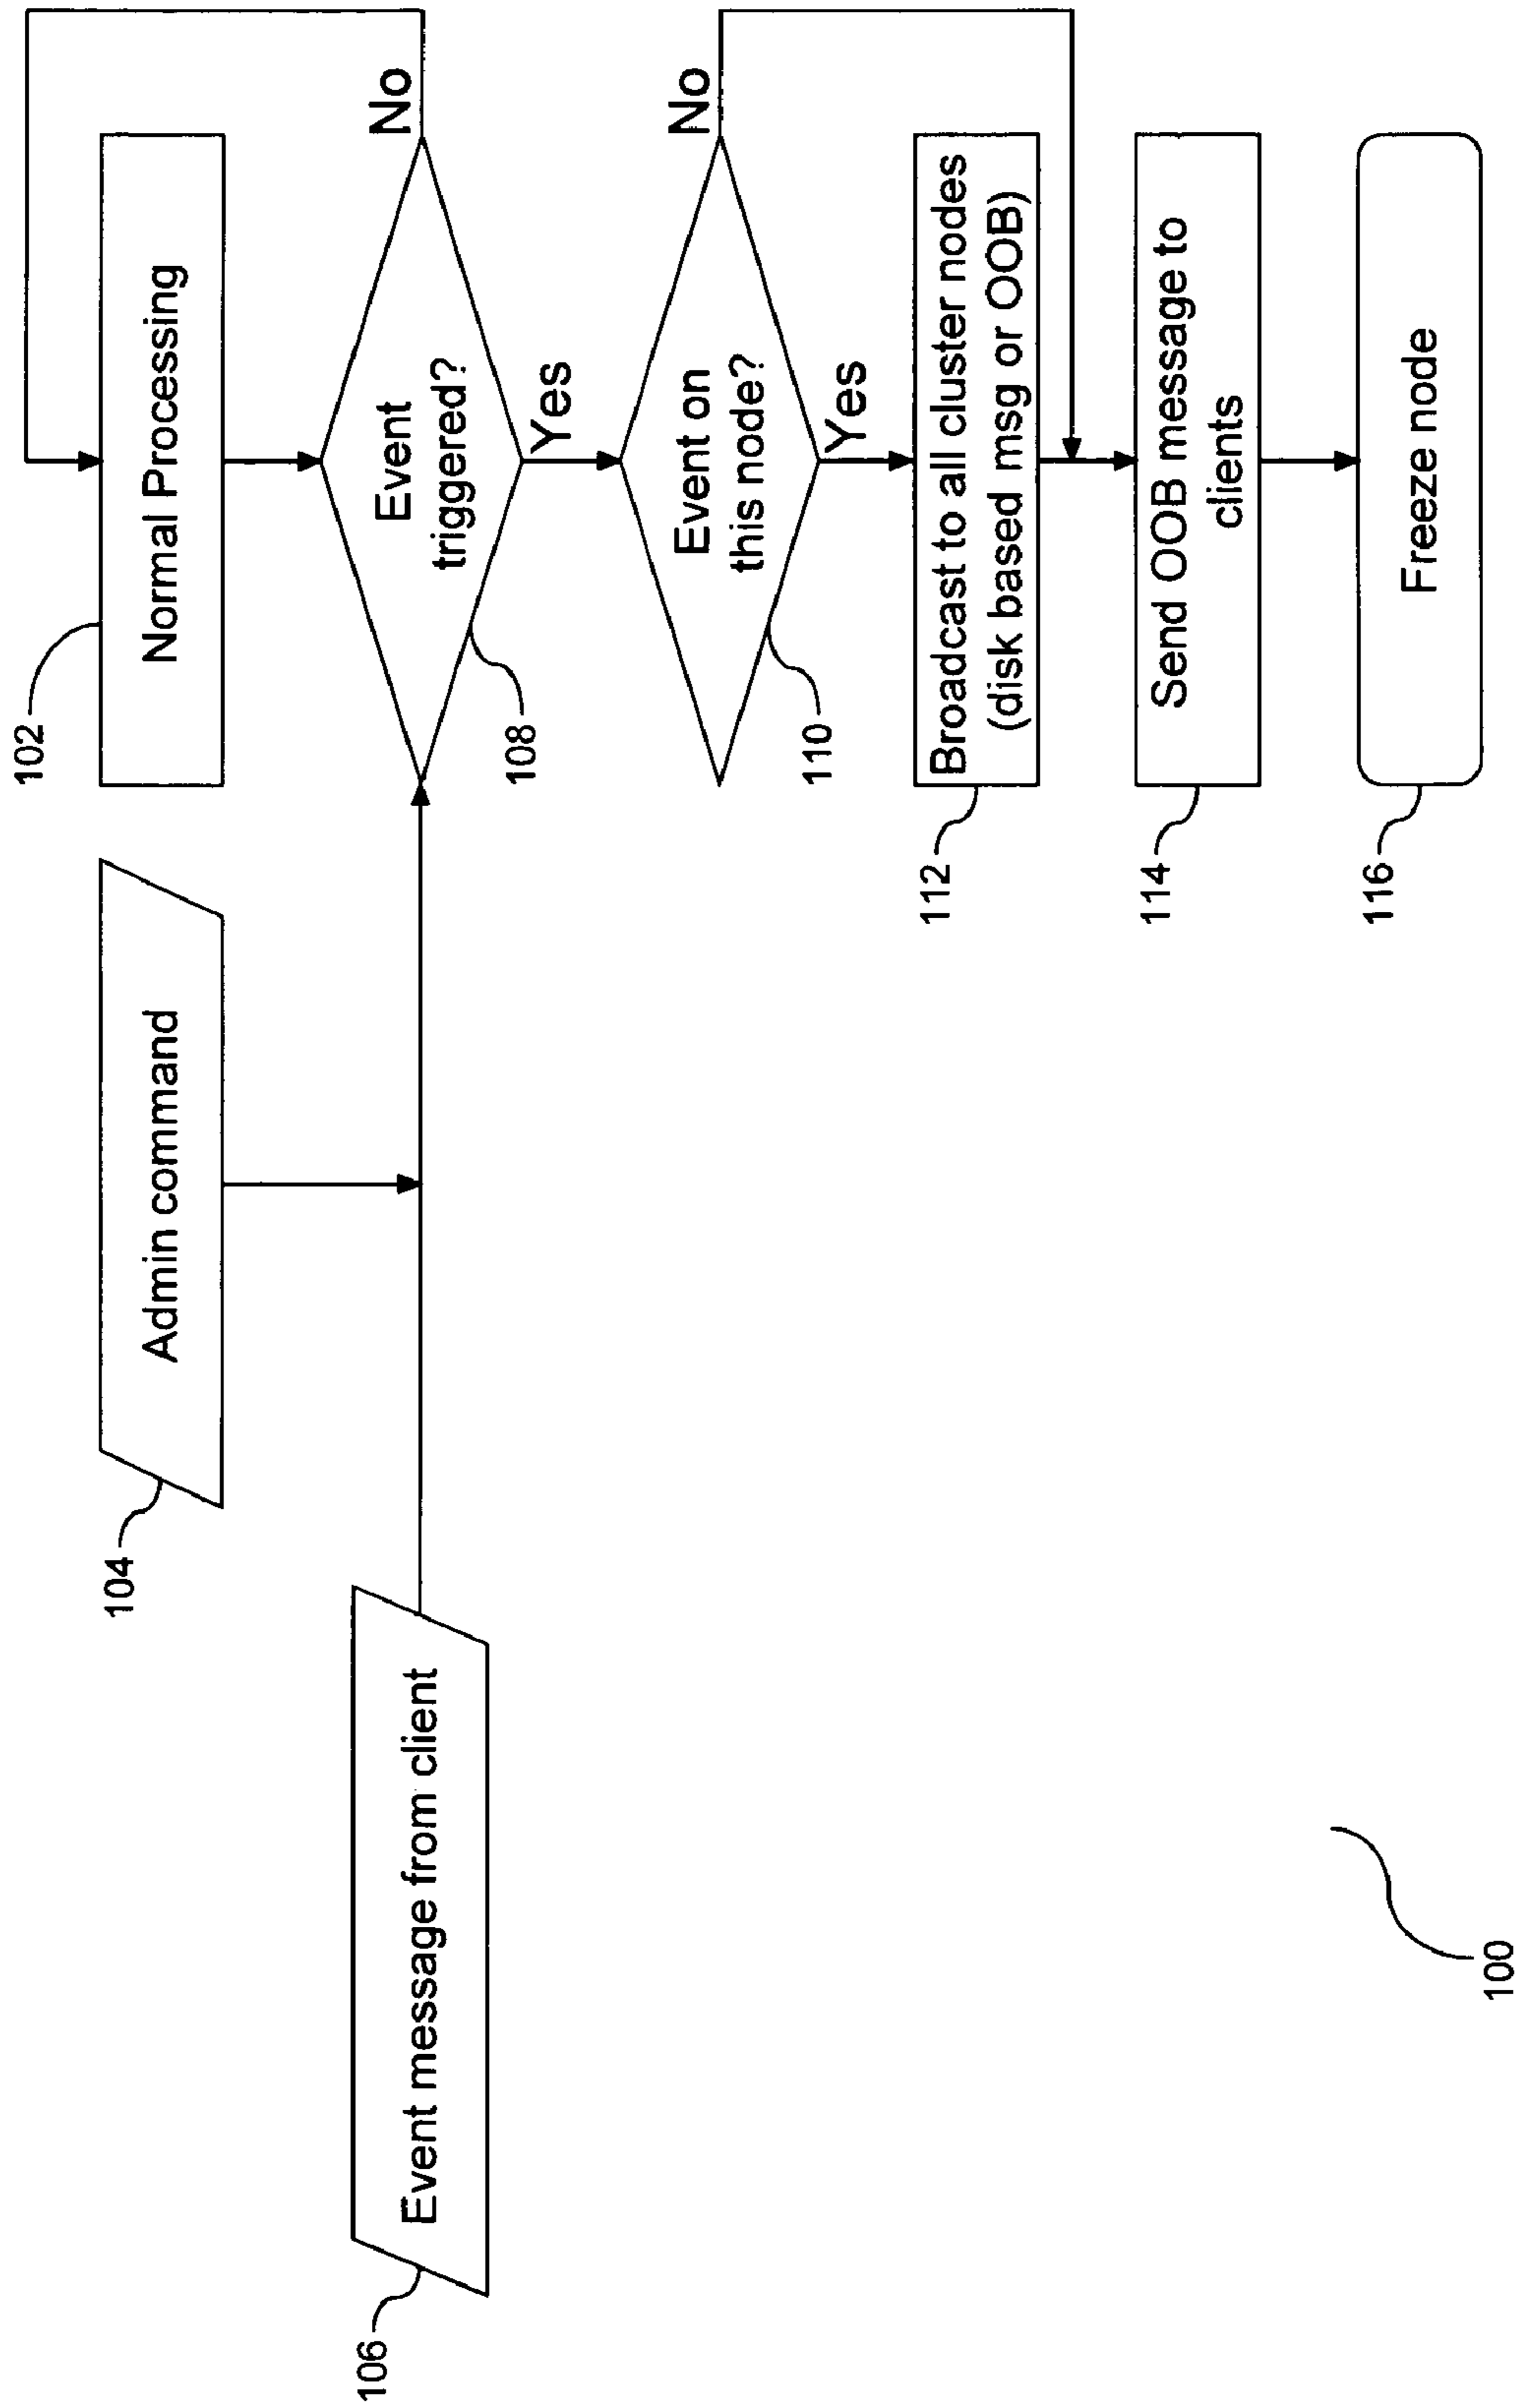 102
Normal Processing
104
Admin command
106
Event message from client
Event
triggered?
108
No
Yes
Event on
this node?
110
No
Yes
112
Broadcast to all cluster nodes
(disk based msg or OOB)
114
Send OOB message to
clients
116
Freeze node
100